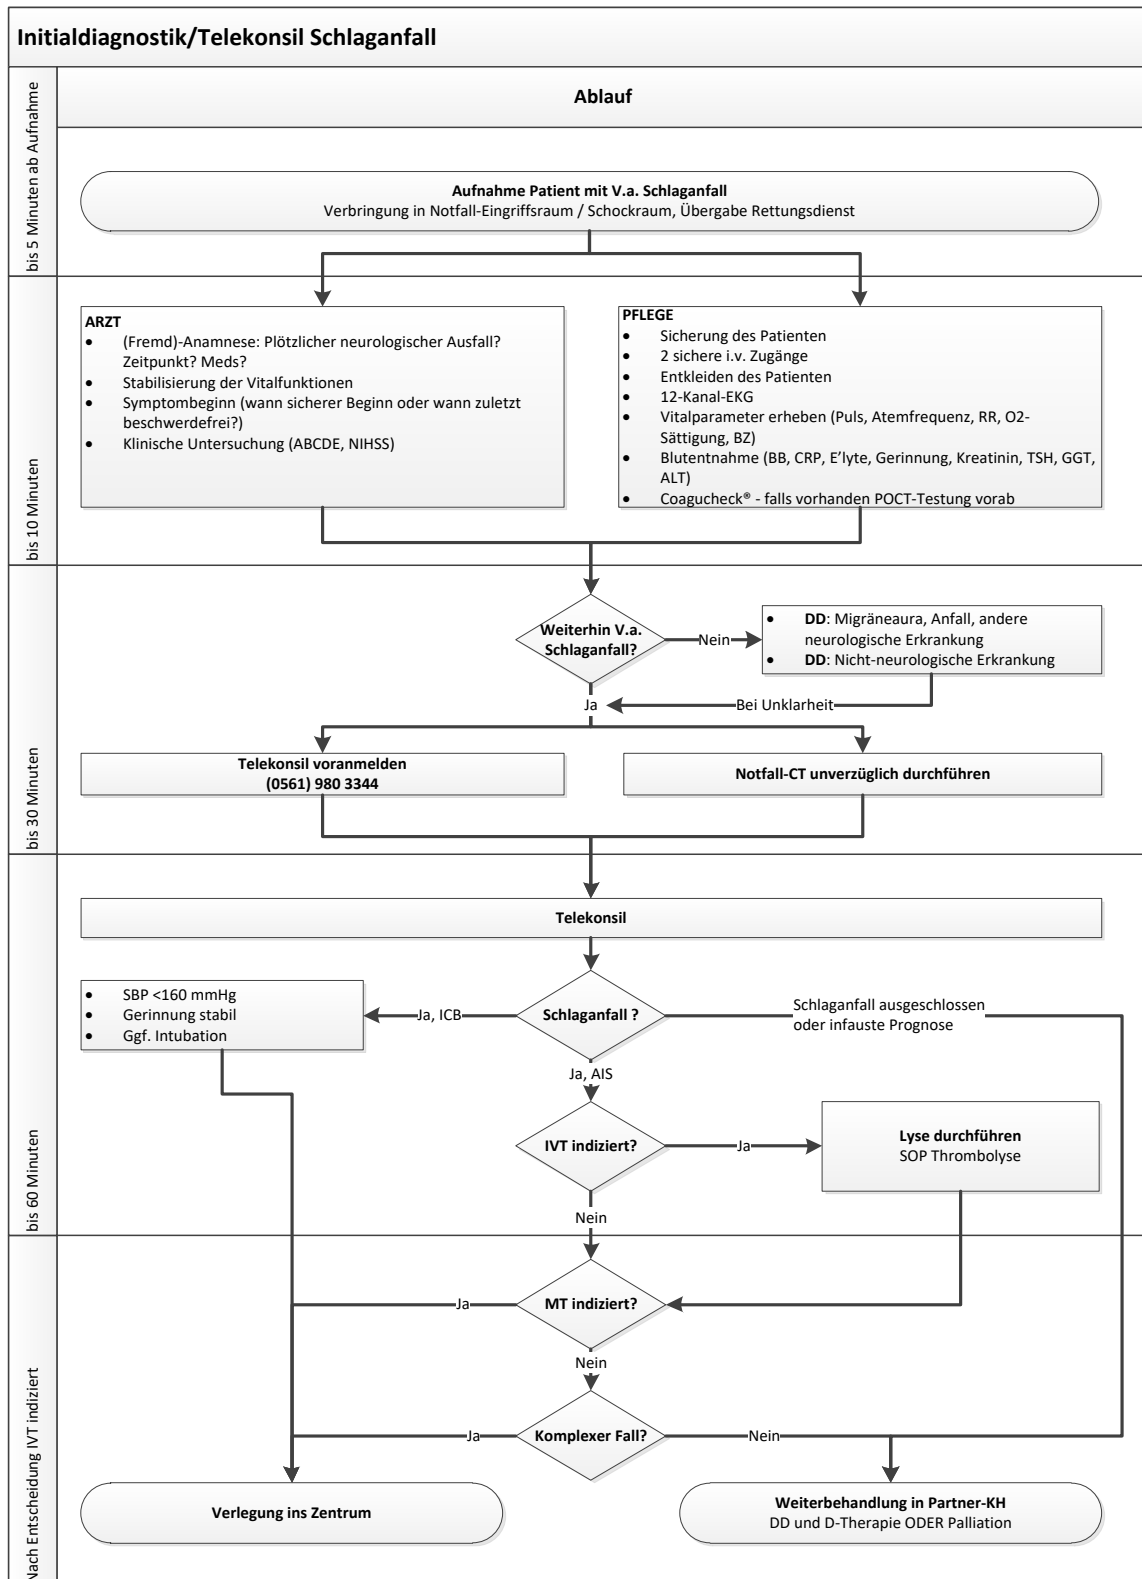 Initialdiagnostik/Telekonsil Schlaganfall
bis 5 Minuten ab Aufnahme
Ablauf
Aufnahme Patient mit V.a. Schlaganfall
Verbringung in Notfall-Eingriffsraum / Schockraum, Übergabe Rettungsdienst
bis 10 Minuten
ARZT
• (Fremd)-Anamnese: Plötzlicher neurologischer Ausfall?
Zeitpunkt? Meds?
• Stabilisierung der Vitalfunktionen
• Symptombeginn (wann sicherer Beginn oder wann zuletzt
beschwerdefrei?)
• Klinische Untersuchung (ABCDE, NIHSS)
PFLEGE
• Sicherung des Patienten
• 2 sichere i.v. Zugänge
• Entkleiden des Patienten
• 12-Kanal-EKG
• Vitalparameter erheben (Puls, Atemfrequenz, RR, O2-
Sättigung, BZ)
• Blutentnahme (BB, CRP, E'lyte, Gerinnung, Kreatinin, TSH, GGT,
ALT)
• Coagucheck® - falls vorhanden POCT-Testung vorab
bis 30 Minuten
Weiterhin V.a.
Schlaganfall?
Nein
• DD: Migräneaura, Anfall, andere
neurologische Erkrankung
• DD: Nicht-neurologische Erkrankung
Ja
Bei Unklarheit
Telekonsil voranmelden
(0561) 980 3344
Notfall-CT unverzüglich durchführen
bis 60 Minuten
Telekonsil
• SBP <160 mmHg
• Gerinnung stabil
• Ggf. Intubation
Ja, ICB
Schlaganfall ?
Schlaganfall ausgeschlossen
oder infauste Prognose
Ja, AIS
IVT indiziert?
Ja
Lyse durchführen
SOP Thrombolyse
Nein
Nach Entscheidung IVT indiziert
Ja
MT indiziert?
Nein
Ja
Komplexer Fall?
Nein
Verlegung ins Zentrum
Weiterbehandlung in Partner-KH
DD und D-Therapie ODER Palliation